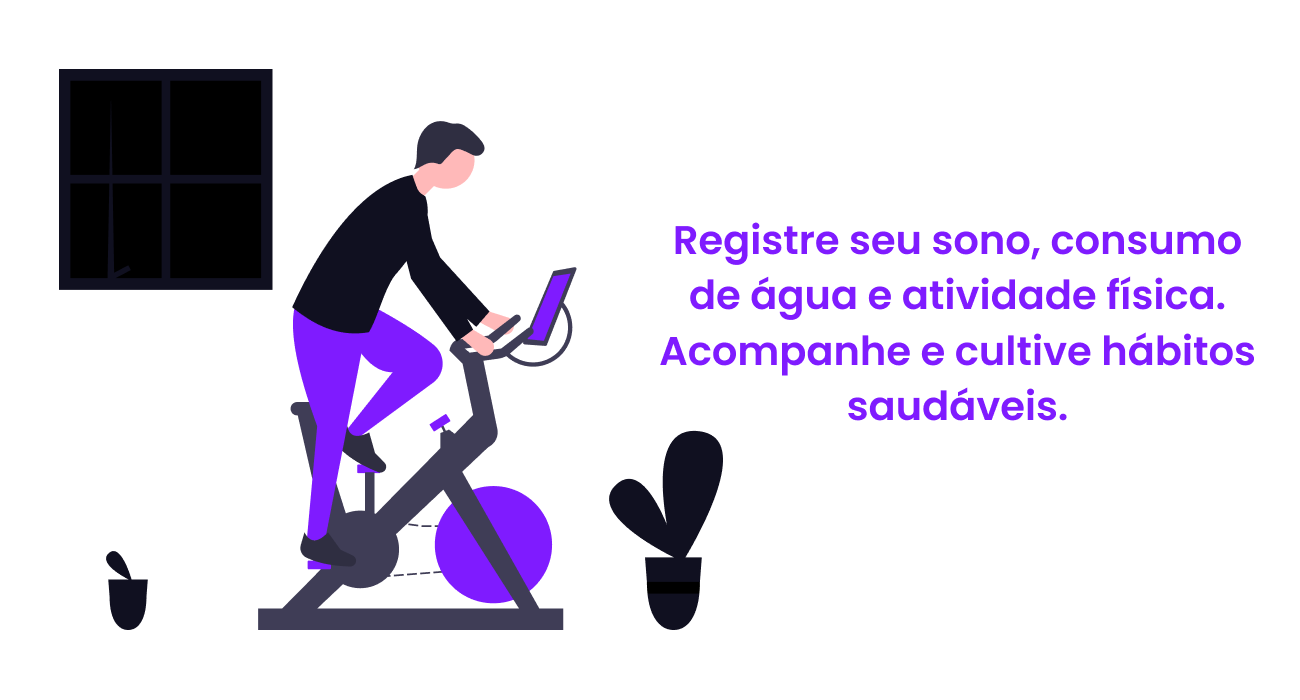 Registre seu sono, consumo
de água e atividade física.
Acompanhe e cultive hábitos
saudáveis.